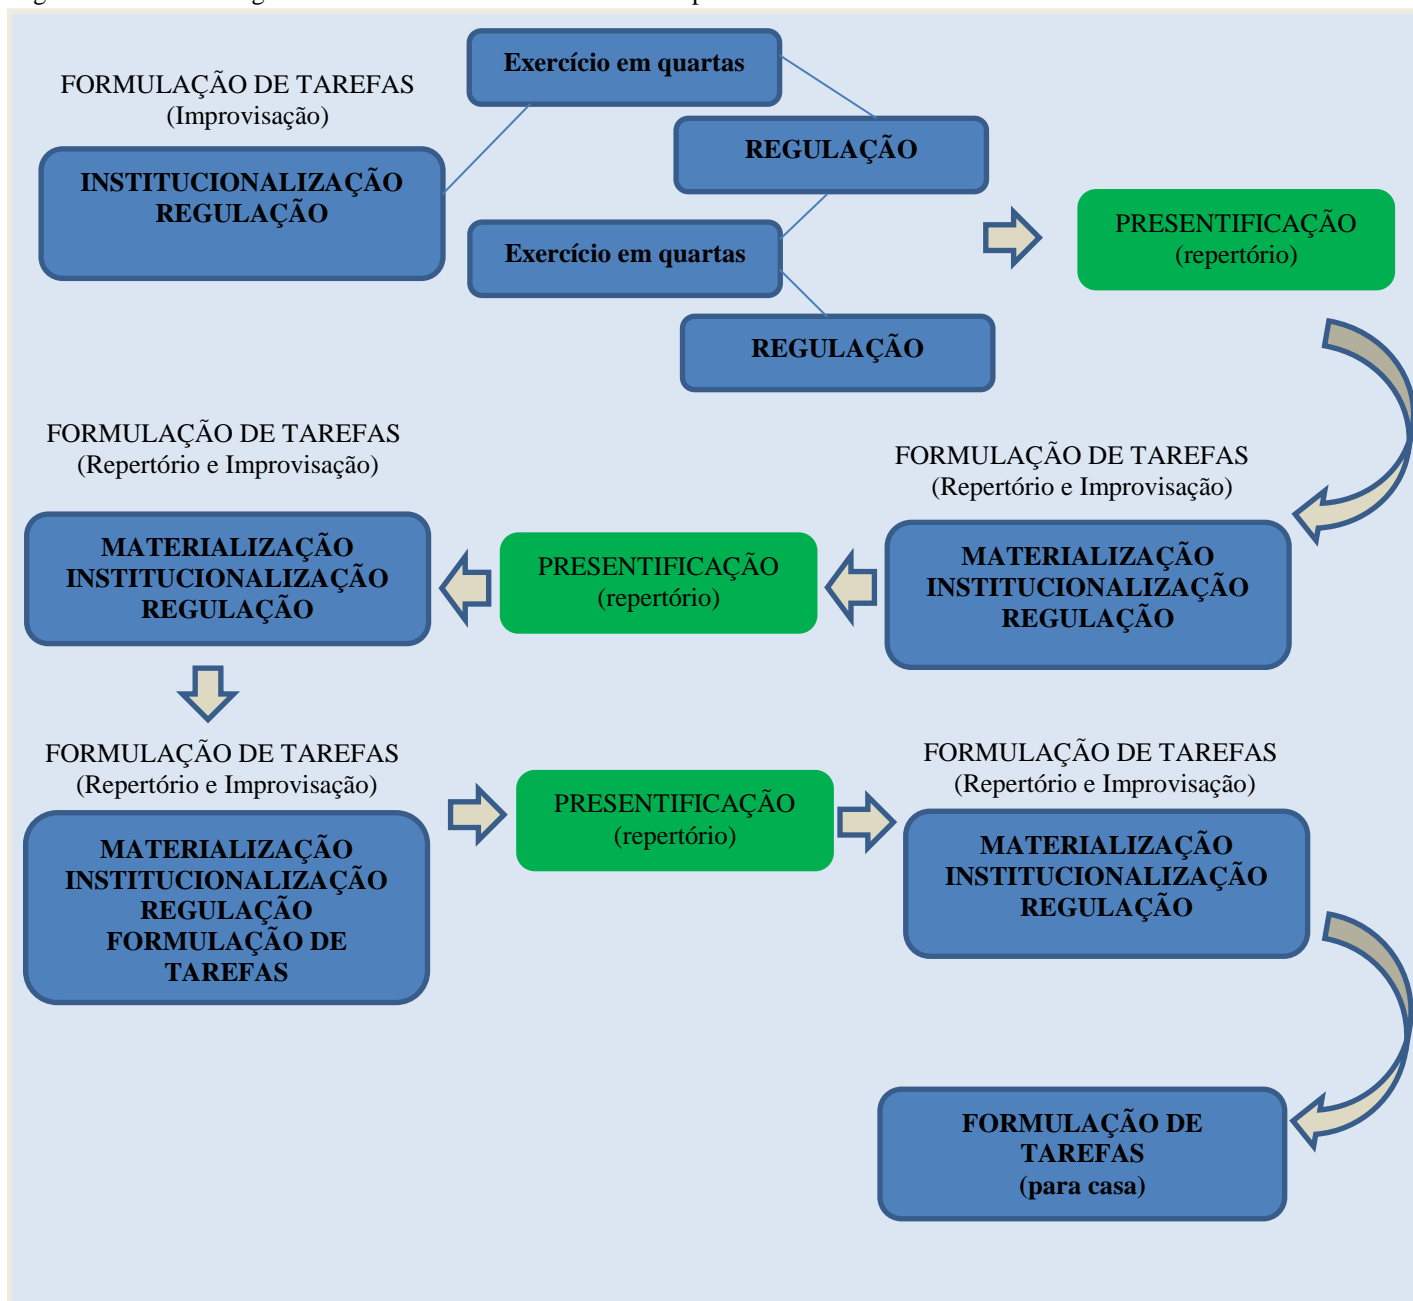 FORMULAÇÃO DE TAREFAS
(Improvisação)
INSTITUCIONALIZAÇÃO
REGULAÇÃO
Exercício em quartas
REGULAÇÃO
Exercício em quartas
REGULAÇÃO
PRESENTIFICAÇÃO
(repertório)
FORMULAÇÃO DE TAREFAS
(Repertório e Improvisação)
MATERIALIZAÇÃO
INSTITUCIONALIZAÇÃO
REGULAÇÃO
PRESENTIFICAÇÃO
(repertório)
FORMULAÇÃO DE TAREFAS
(Repertório e Improvisação)
MATERIALIZAÇÃO
INSTITUCIONALIZAÇÃO
REGULAÇÃO
FORMULAÇÃO DE TAREFAS
(Repertório e Improvisação)
MATERIALIZAÇÃO
INSTITUCIONALIZAÇÃO
REGULAÇÃO
FORMULAÇÃO DE
TAREFAS
PRESENTIFICAÇÃO
(repertório)
FORMULAÇÃO DE TAREFAS
(Repertório e Improvisação)
MATERIALIZAÇÃO
INSTITUCIONALIZAÇÃO
REGULAÇÃO
FORMULAÇÃO DE
TAREFAS
(para casa)